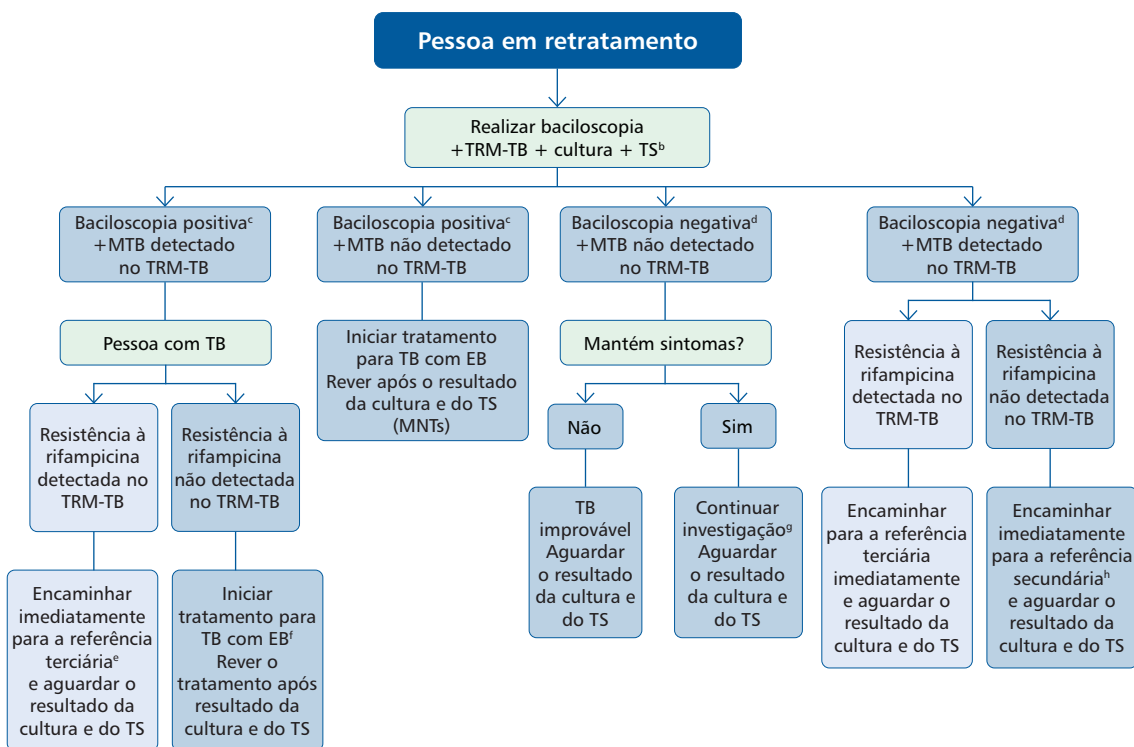 Pessoa em retratamento
Realizar baciloscopia
+TRM-TB + cultura + TSᵇ
Baciloscopia positivaᶜ
+MTB detectado
no TRM-TB
Baciloscopia positivaᶜ
+MTB não detectado
no TRM-TB
Baciloscopia negativaᵈ
+MTB não detectado
no TRM-TB
Baciloscopia negativaᵈ
+MTB detectado
no TRM-TB
Pessoa com TB
Resistência à
rifampicina
detectada no
TRM-TB
Resistência à
rifampicina
não detectada
no TRM-TB
Encaminhar
imediatamente
para a referência
terciáriaᵉ
e aguardar o
resultado da
cultura e do TS
Iniciar
tratamento para
TB com EBᶠ
Rever o
tratamento após
resultado da
cultura e do TS
Iniciar tratamento
para TB com EB
Rever após o resultado
da cultura e do TS
(MNTs)
Mantém sintomas?
Não
Sim
TB
improvável
Aguardar
o resultado
da cultura e
do TS
Continuar
investigaçãoᵍ
Aguardar
o resultado
da cultura e
do TS
Resistência à
rifampicina
detectada no
TRM-TB
Resistência à
rifampicina
não detectada
no TRM-TB
Encaminhar
para a referência
terciária
imediatamente
e aguardar o
resultado da
cultura e do TS
Encaminhar
imediatamente
para a referência
secundáriaʰ
e aguardar o
resultado da
cultura e do TS